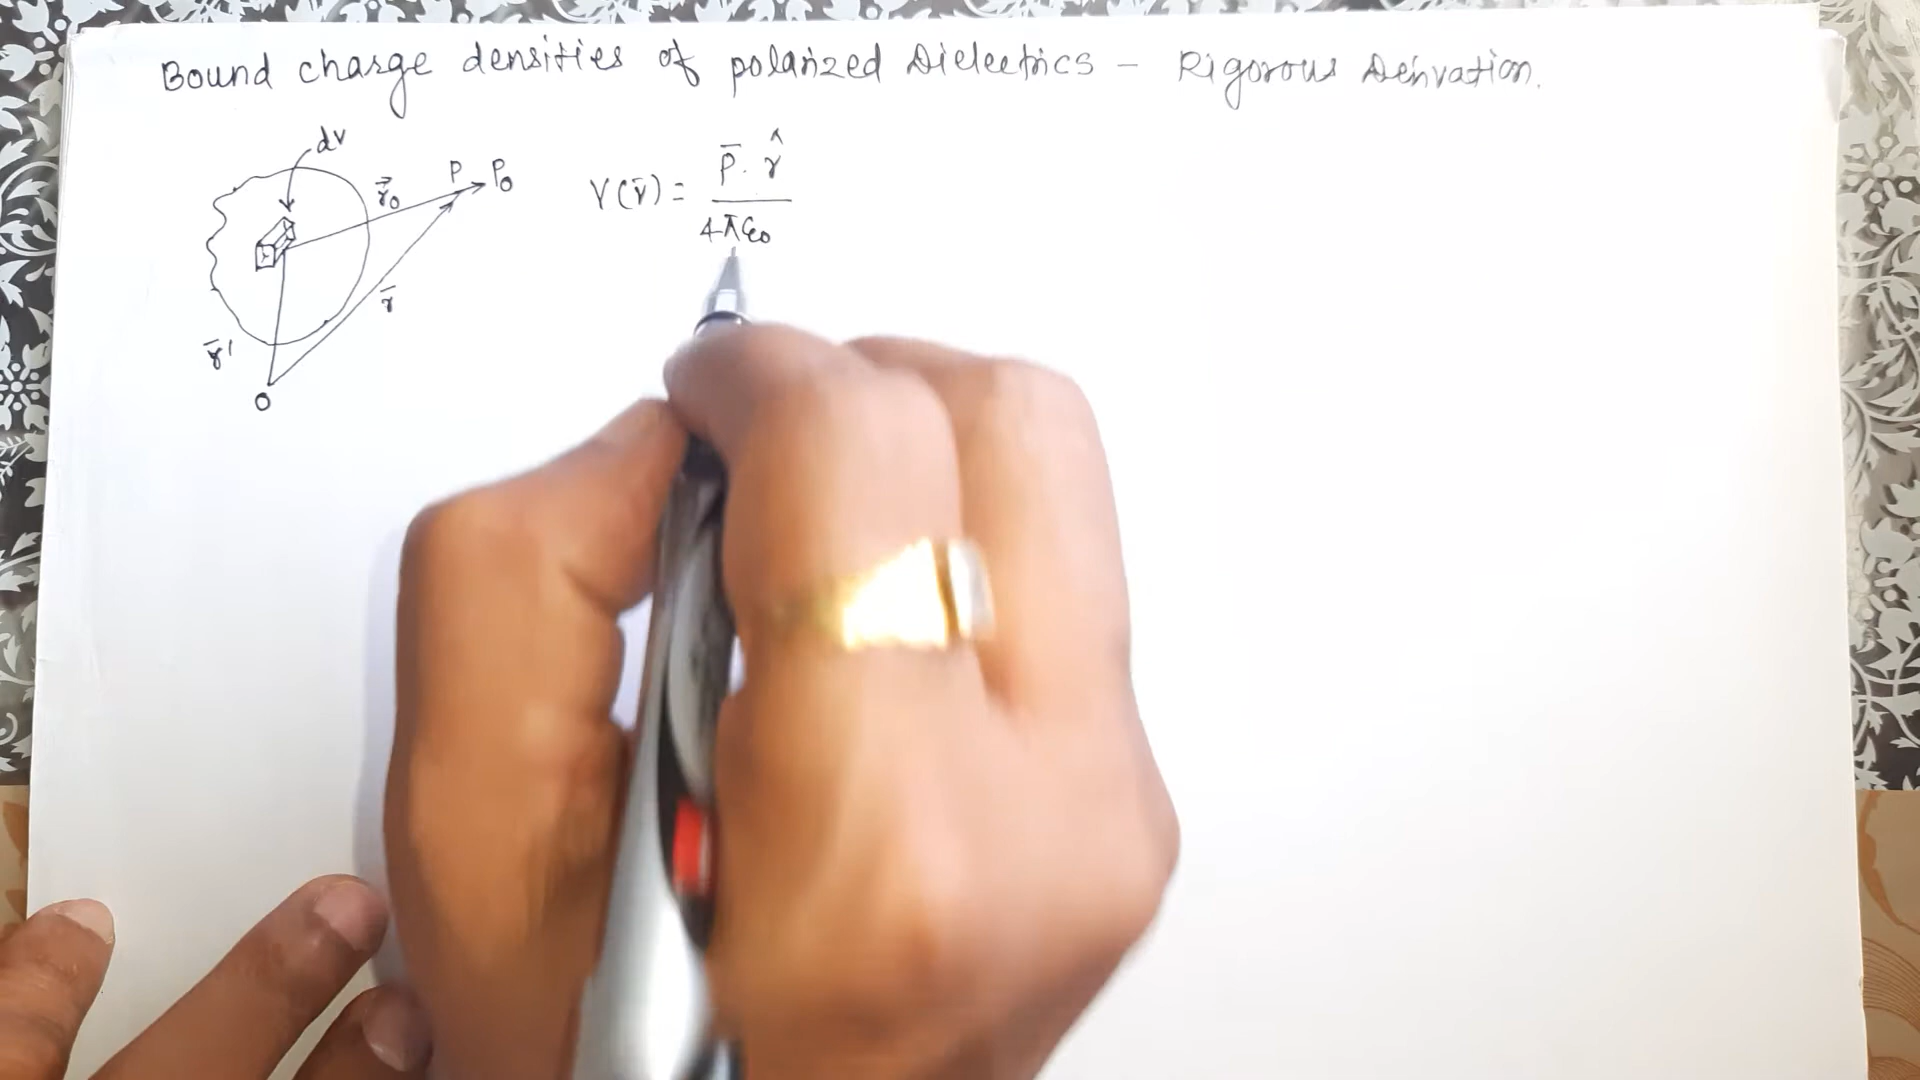 Bound charge densities of polarized Dielectrics – Rigorous Derivation.
dV
P P₀
r⃗₀
V(r̄) = p̄ · r̂ / 4πε₀
r̄
r̄'
O